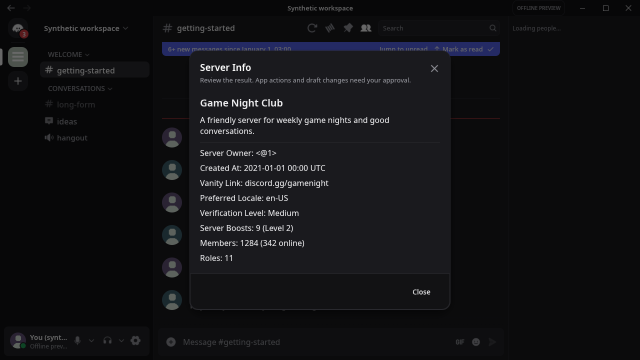 Synthetic workspace
OFFLINE PREVIEW
Synthetic workspace
# getting-started
Search
Loading people...
6+ new messages since January 1, 03:00
Jump to unread
Mark as read
WELCOME
# getting-started
CONVERSATIONS
# long-form
ideas
hangout
Server Info
Review the result. App actions and draft changes need your approval.
Game Night Club
A friendly server for weekly game nights and good
conversations.
Server Owner: <@1>
Created At: 2021-01-01 00:00 UTC
Vanity Link: discord.gg/gamenight
Preferred Locale: en-US
Verification Level: Medium
Server Boosts: 9 (Level 2)
Members: 1284 (342 online)
Roles: 11
Close
You (synt...
Offline prev...
Message #getting-started
GIF